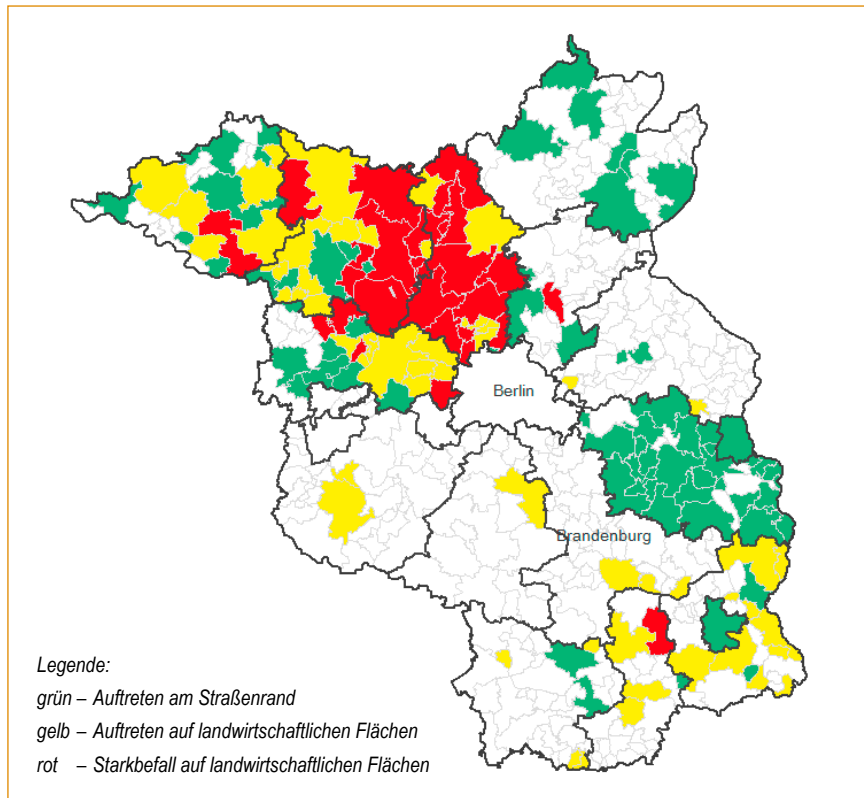 Berlin
Brandenburg
Legende:
grün – Auftreten am Straßenrand
gelb – Auftreten auf landwirtschaftlichen Flächen
rot – Starkbefall auf landwirtschaftlichen Flächen